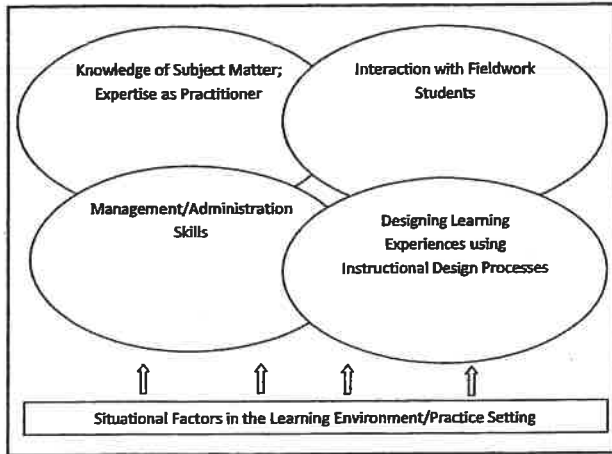 Knowledge of Subject Matter;
Expertise as Practitioner
Interaction with Fieldwork
Students
Management/Administration
Skills
Designing Learning
Experiences using
Instructional Design Processes
Situational Factors in the Learning Environment/Practice Setting